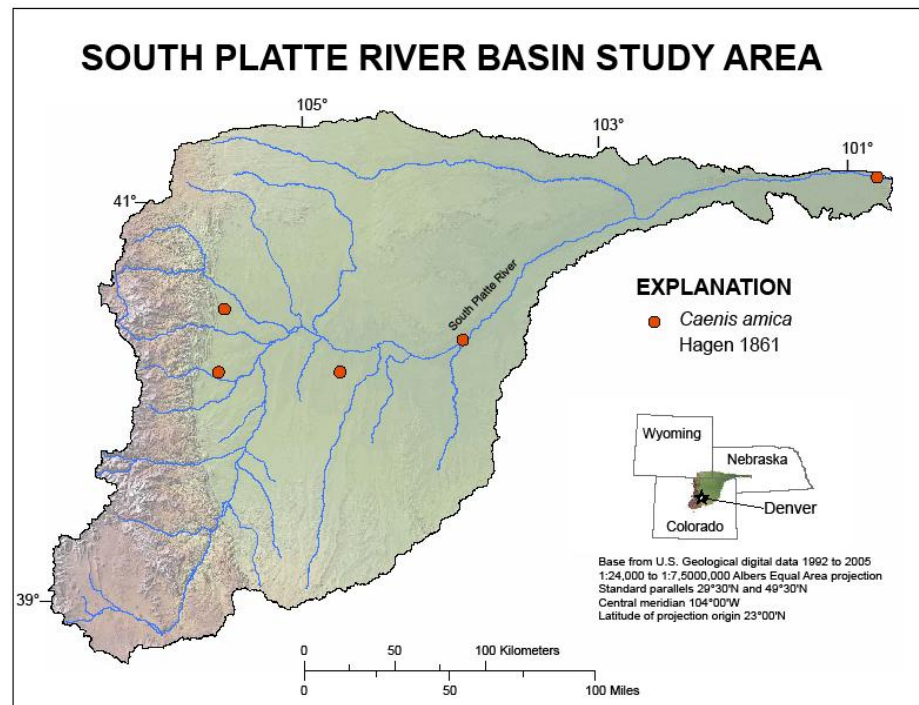 SOUTH PLATTE RIVER BASIN STUDY AREA
105°
103°
101°
41°
South Platte River
EXPLANATION
Caenis amica
Hagen 1861
Wyoming
Nebraska
Denver
Colorado
Base from U.S. Geological digital data 1992 to 2005
1:24,000 to 1:7,5000,000 Albers Equal Area projection
Standard parallels 29°30'N and 49°30'N
Central meridian 104°00'W
Latitude of projection origin 23°00'N
39°
0 50 100 Kilometers
0 50 100 Miles